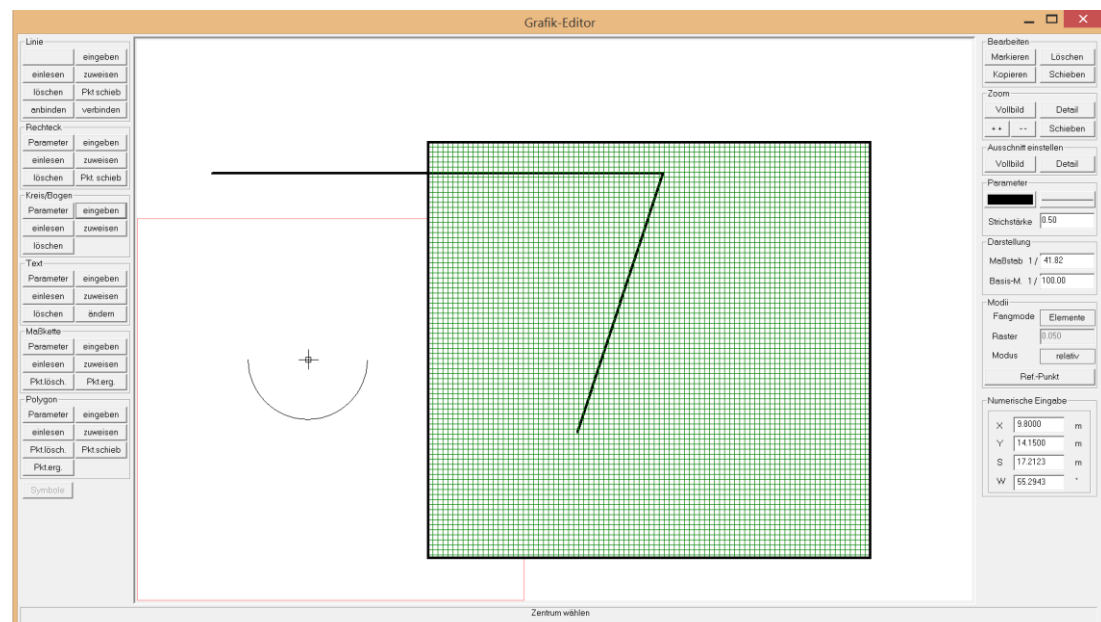 Grafik-Editor
Linie
eingeben
einlesen zuweisen
löschen Pkt schieb
anbinden verbinden
Rechteck
Parameter eingeben
einlesen zuweisen
löschen Pkt. schieb
Kreis/Bogen
Parameter eingeben
einlesen zuweisen
löschen
Text
Parameter eingeben
einlesen zuweisen
löschen ändern
Maßkette
Parameter eingeben
einlesen zuweisen
Pkt.lösch. Pkt.erg.
Polygon
Parameter eingeben
einlesen zuweisen
Pkt.lösch. Pkt.schieb
Pkt.erg.
Symbole
Bearbeiten
Markieren Löschen
Kopieren Schieben
Zoom
Vollbild Detail
++ -- Schieben
Ausschnitt einstellen
Vollbild Detail
Parameter
Strichstärke 0.50
Darstellung
Maßstab 1/ 41.82
Basis-M. 1/ 100.00
Modii
Fangmode Elemente
Raster 0.050
Modus relativ
Ref.-Punkt
Numerische Eingabe
X 9.8000 m
Y 14.1500 m
S 17.2123 m
W 55.2943 °
Zentrum wählen